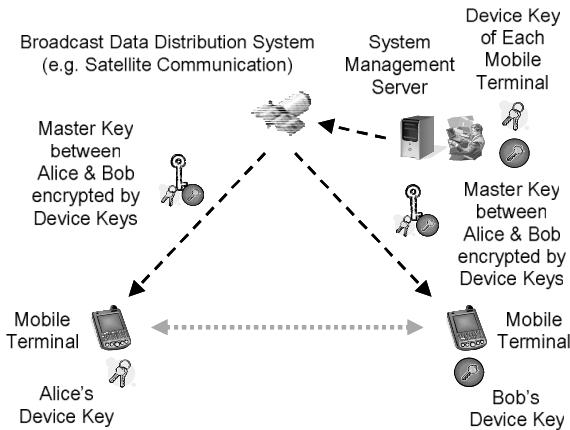 Broadcast Data Distribution System
(e.g. Satellite Communication)
System
Management
Server
Device Key
of Each
Mobile
Terminal
Master Key
between
Alice & Bob
encrypted by
Device Keys
Master Key
between
Alice & Bob
encrypted by
Device Keys
Mobile
Terminal
Alice’s
Device Key
Mobile
Terminal
Bob’s
Device Key